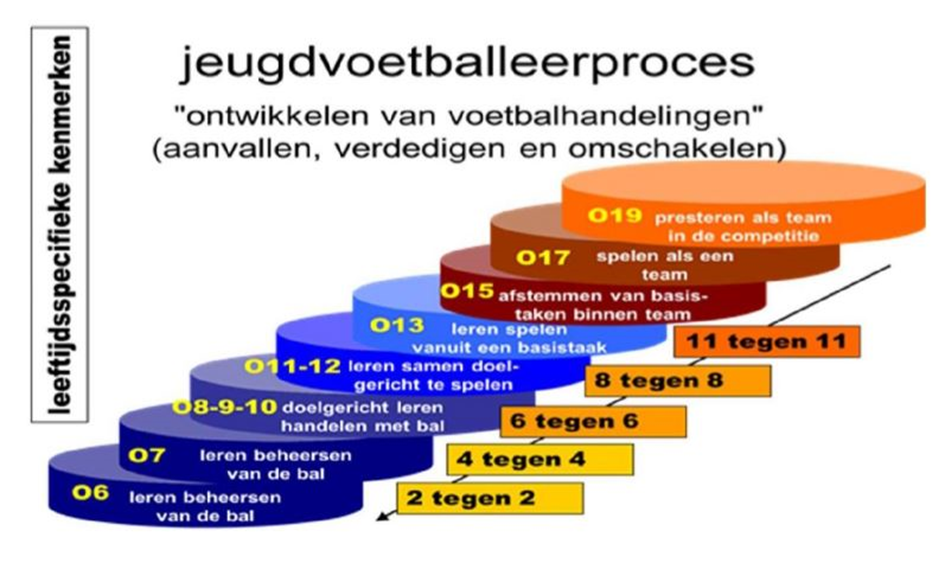 leeftijdsspecifieke kenmerken
jeugdvoetballeerproces
"ontwikkelen van voetbalhandelingen"
(aanvallen, verdedigen en omschakelen)
O19 presteren als team
in de competitie
O17 spelen als een
team
O15 afstemmen van basis-
taken binnen team
O13 leren spelen
vanuit een basistaak
O11-12 leren samen doel-
gericht te spelen
O8-9-10 doelgericht leren
handelen met bal
O7 leren beheersen
van de bal
O6 leren beheersen
van de bal
11 tegen 11
8 tegen 8
6 tegen 6
4 tegen 4
2 tegen 2